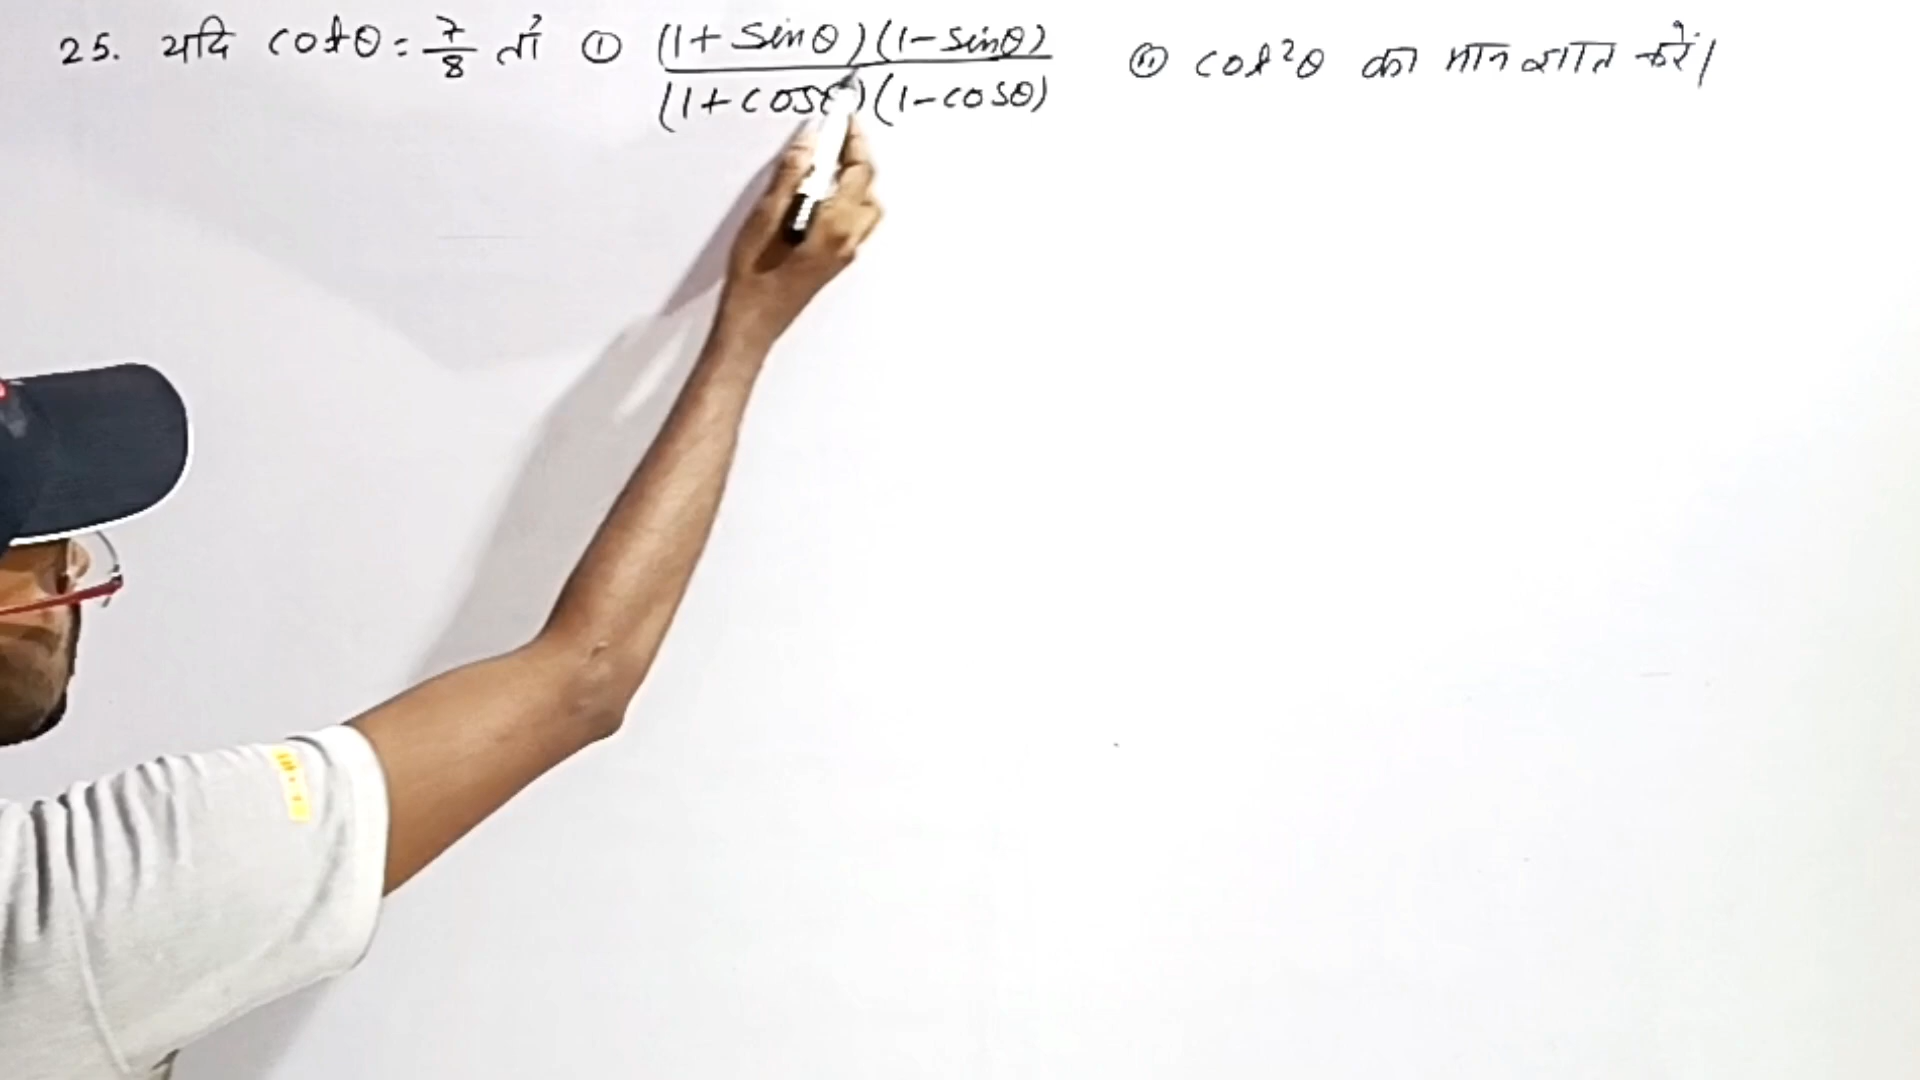 25. यदि cotθ = 7/8 तो ① (1+sinθ)(1-sinθ)/(1+cosθ)(1-cosθ) ⑪ cot²θ का मान ज्ञात करें।